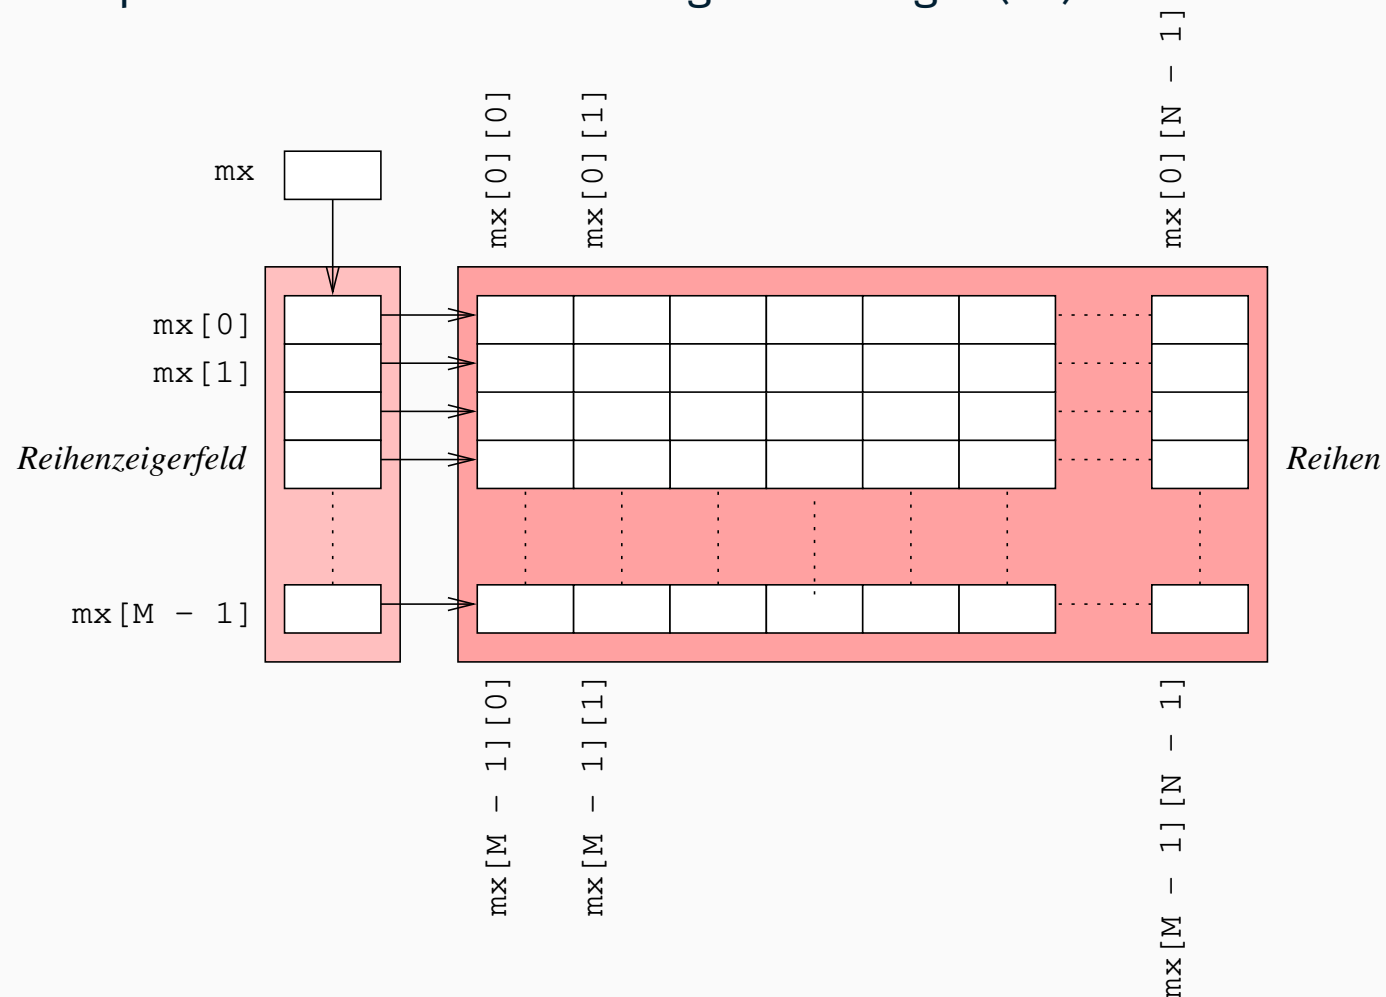 mx[0][0]
mx[0][1]
mx[0][N - 1]
mx
mx[0]
mx[1]
Reihenzeigerfeld
Reihen
mx[M - 1]
mx[M - 1][0]
mx[M - 1][1]
mx[M - 1][N - 1]